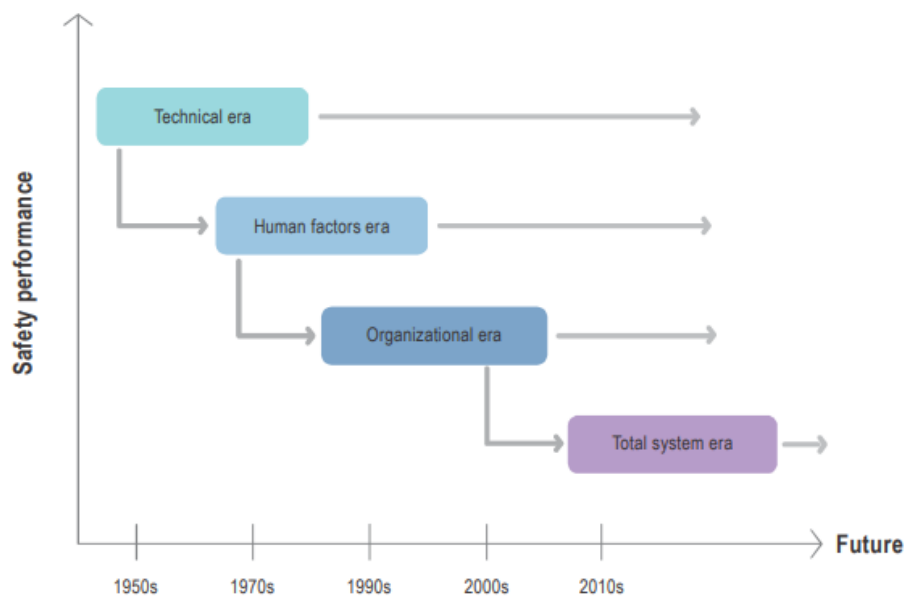 Technical era
Human factors era
Organizational era
Total system era
Safety performance
Future
1950s 1970s 1990s 2000s 2010s